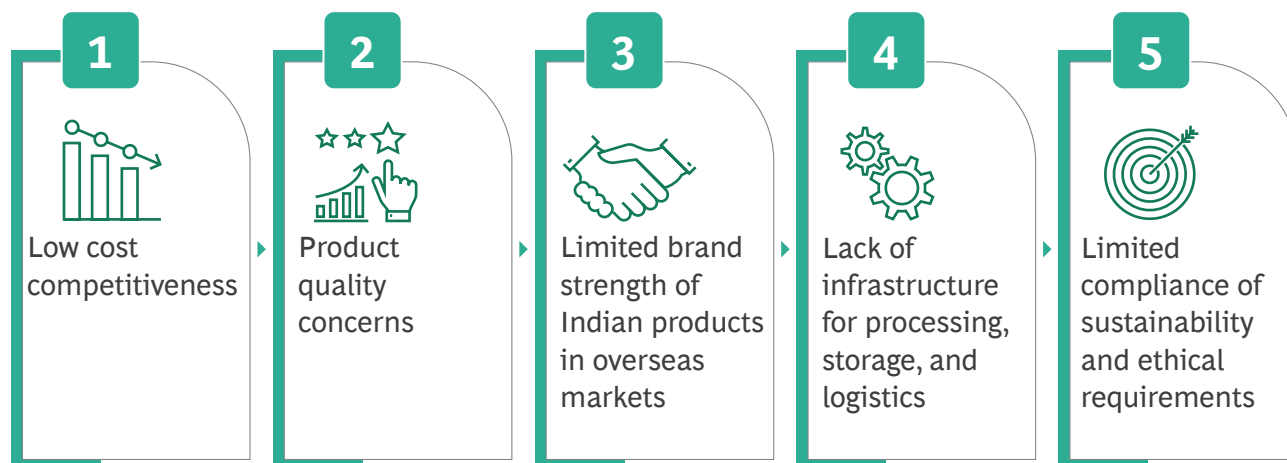 1
Low cost
competitiveness
2
Product
quality
concerns
3
Limited brand
strength of
Indian products
in overseas
markets
4
Lack of
infrastructure
for processing,
storage, and
logistics
5
Limited
compliance of
sustainability
and ethical
requirements